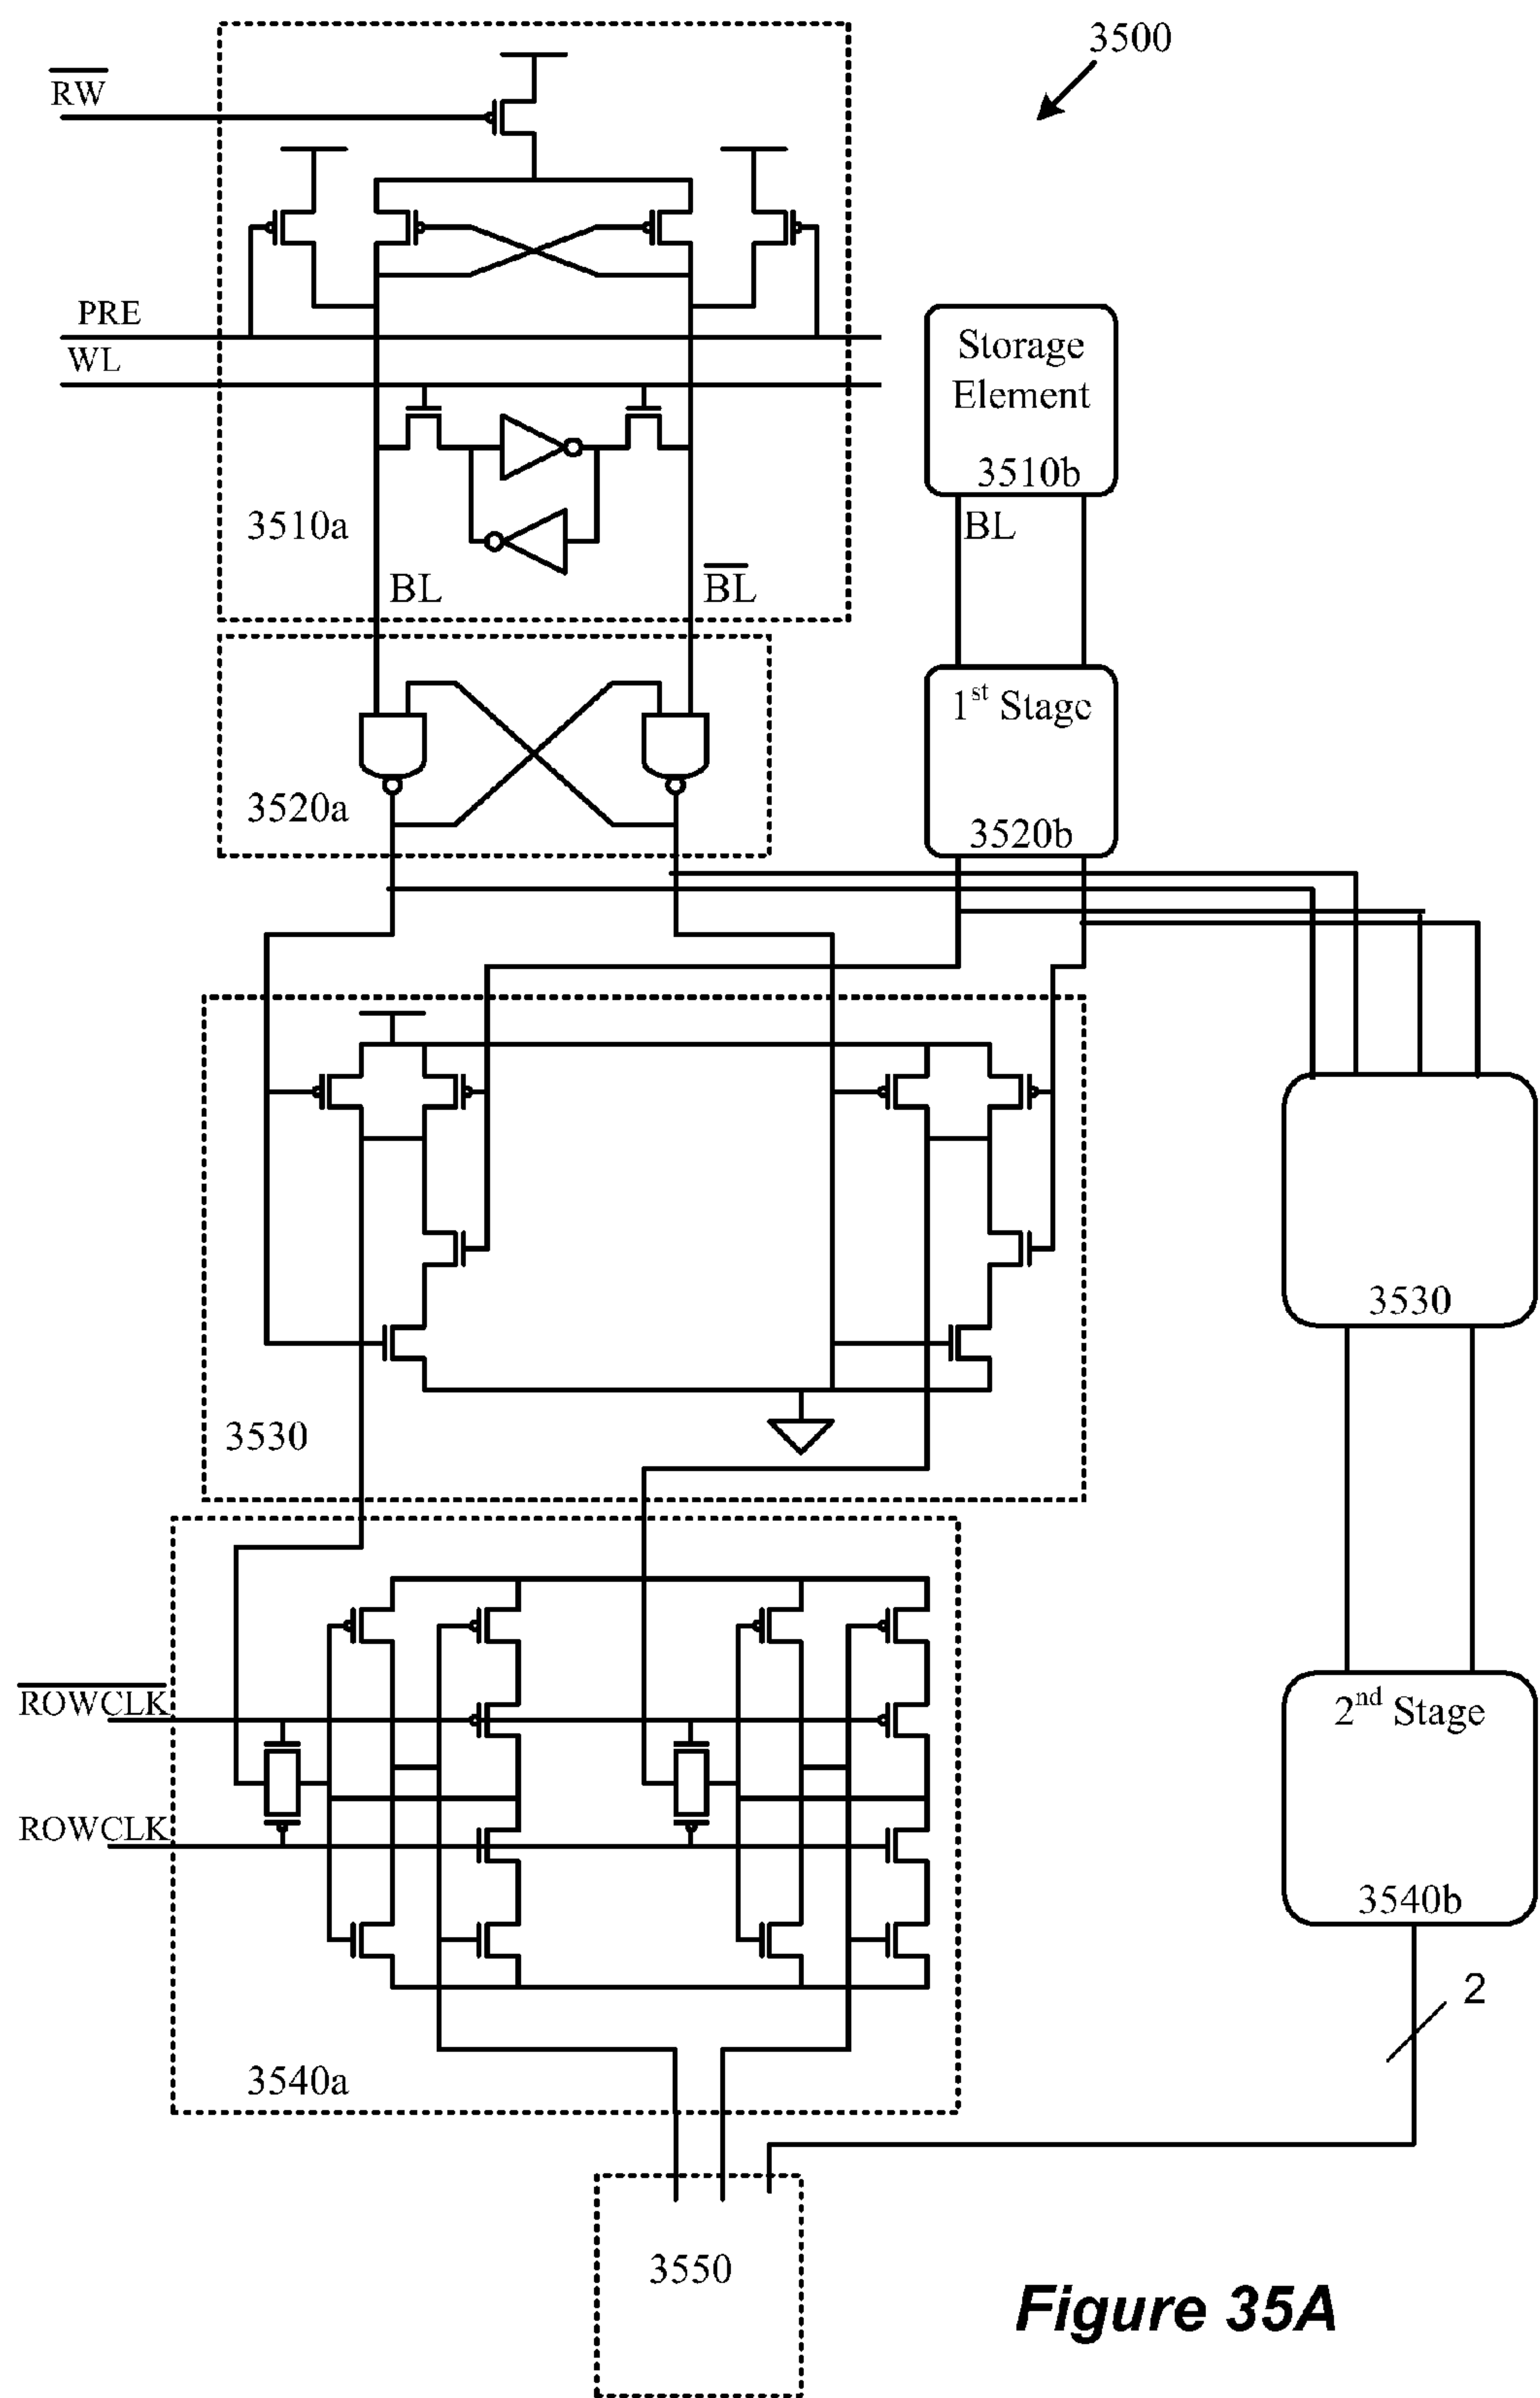 3500
RW
PRE
WL
Storage
Element
3510b
3510a
BL
BL
BL
1st Stage
3520a
3520b
3530
3530
ROWCLK
2nd Stage
ROWCLK
3540b
2
3540a
3550
Figure 35A